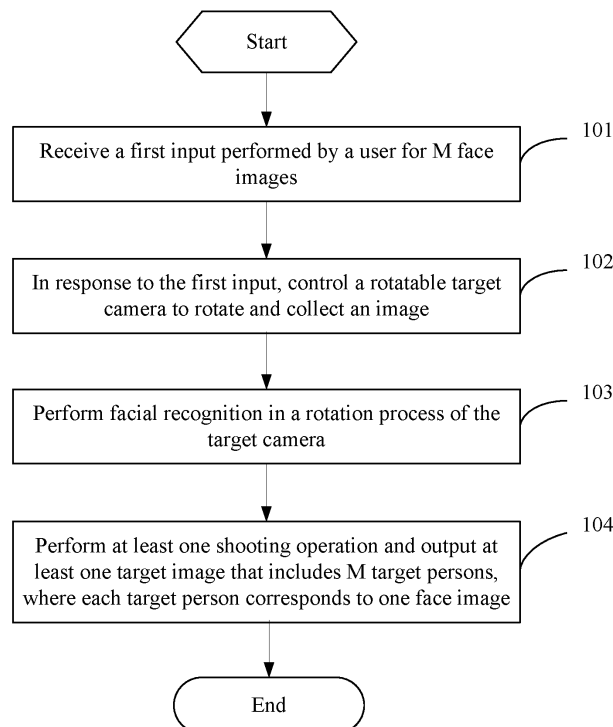 Start
101
Receive a first input performed by a user for M face
images
102
In response to the first input, control a rotatable target
camera to rotate and collect an image
103
Perform facial recognition in a rotation process of the
target camera
104
Perform at least one shooting operation and output at
least one target image that includes M target persons,
where each target person corresponds to one face image
End